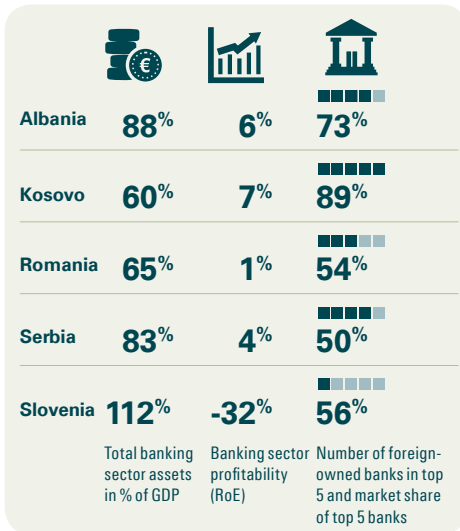 €
Albania 88% 6% 73%
Kosovo 60% 7% 89%
Romania 65% 1% 54%
Serbia 83% 4% 50%
Slovenia 112% -32% 56%
Total banking
sector assets
in % of GDP
Banking sector
profitability
(RoE)
Number of foreign-
owned banks in top
5 and market share
of top 5 banks